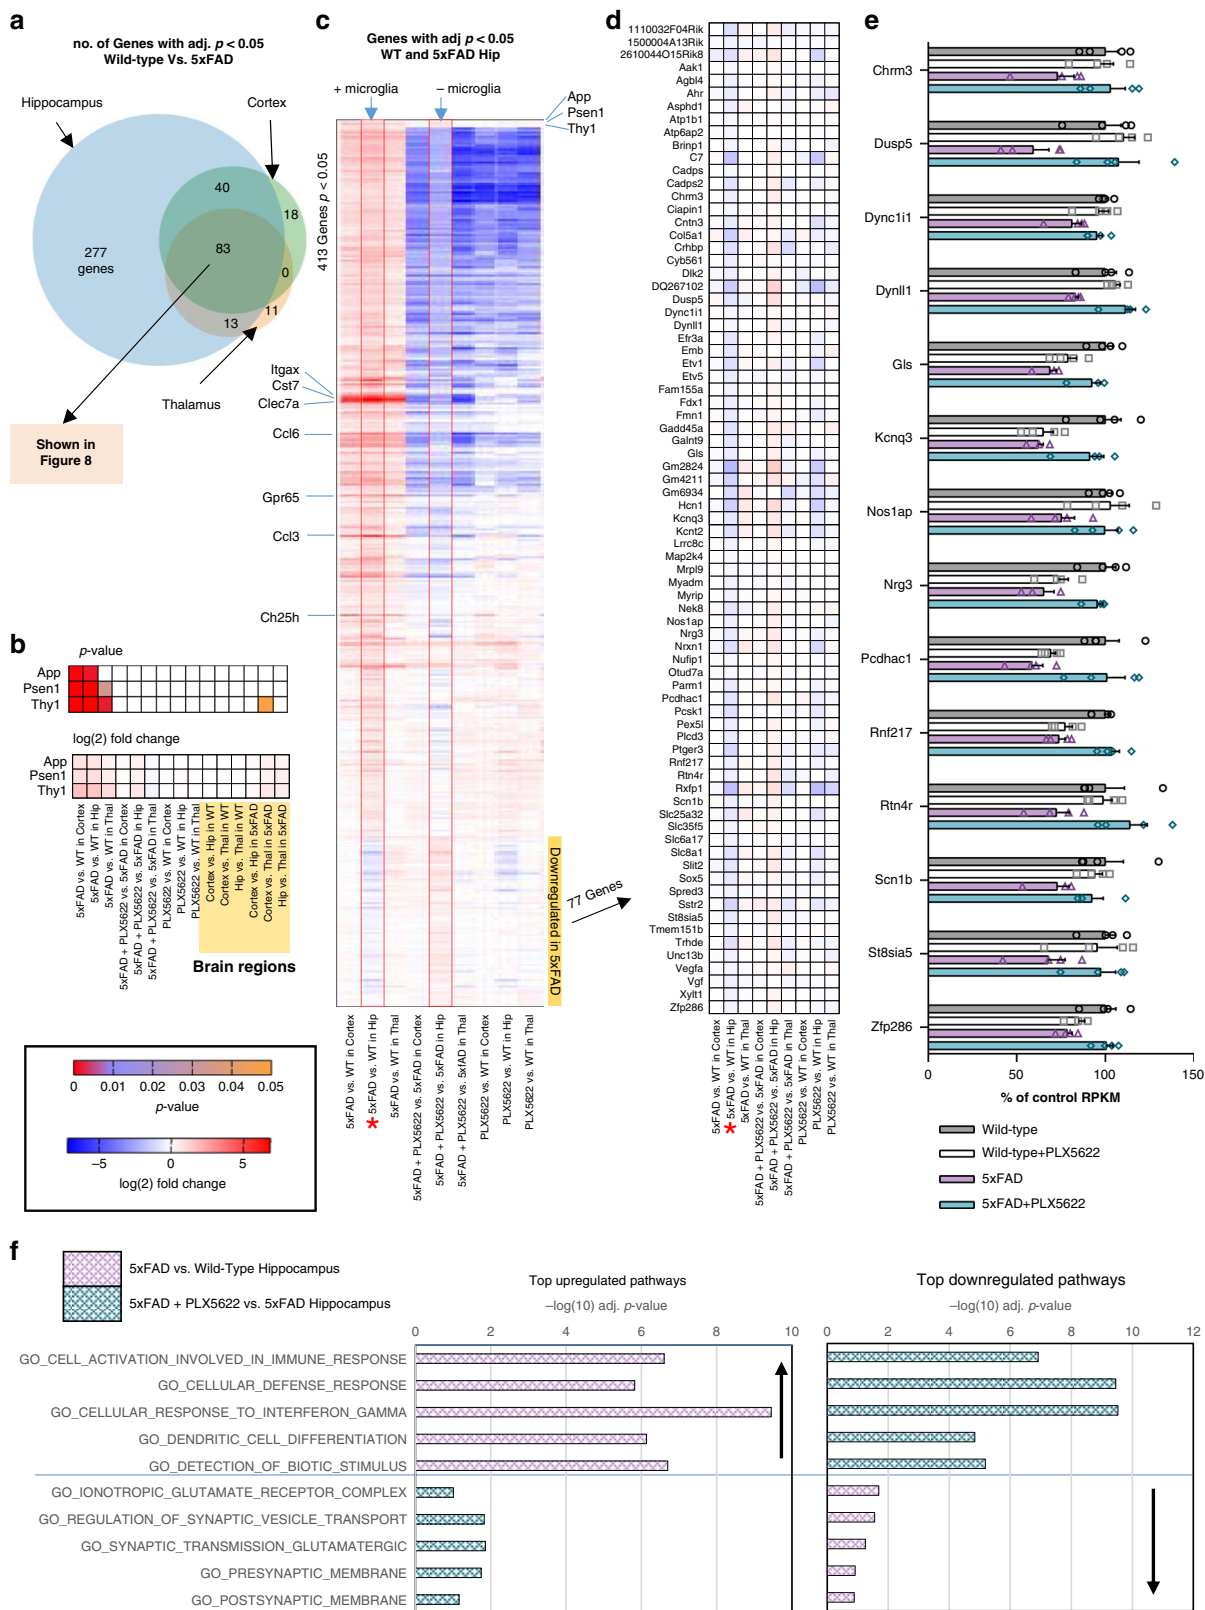 a
no. of Genes with adj. p < 0.05
Wild-type Vs. 5xFAD
Hippocampus
Cortex
40
18
277
genes
83
0
11
13
Thalamus
Shown in
Figure 8
b
p-value
App
Psen1
Thy1
log(2) fold change
App
Psen1
Thy1
5xFAD vs. WT in Cortex
5xFAD vs. WT in Hip
5xFAD vs. WT in Thal
5xFAD + PLX5622 vs. 5xFAD in Cortex
5xFAD + PLX5622 vs. 5xFAD in Hip
5xFAD + PLX5622 vs. 5xFAD in Thal
PLX5622 vs. WT in Cortex
PLX5622 vs. WT in Hip
PLX5622 vs. WT in Thal
Cortex vs. Hip in WT
Cortex vs. Thal in WT
Hip vs. Thal in WT
Cortex vs. Hip in 5xFAD
Cortex vs. Thal in 5xFAD
Hip vs. Thal in 5xFAD
Brain regions
0
0.01
0.02
0.03
0.04
0.05
p-value
−5
0
5
log(2) fold change
c
Genes with adj p < 0.05
WT and 5xFAD Hip
+ microglia
− microglia
App
Psen1
Thy1
413 Genes p < 0.05
Itgax
Cst7
Clec7a
Ccl6
Gpr65
Ccl3
Ch25h
Downregulated in 5xFAD
77 Genes
5xFAD vs. WT in Cortex
* 5xFAD vs. WT in Hip
5xFAD vs. WT in Thal
5xFAD + PLX5622 vs. 5xFAD in Cortex
5xFAD + PLX5622 vs. 5xFAD in Hip
5xFAD + PLX5622 vs. 5xfAD in Thal
PLX5622 vs. WT in Cortex
PLX5622 vs. WT in Hip
PLX5622 vs. WT in Thal
d
1110032F04Rik
1500004A13Rik
2610044O15Rik8
Aak1
Agbl4
Ahr
Asphd1
Atp1b1
Atp6ap2
Brinp1
C7
Cadps
Cadps2
Chrm3
Ciapin1
Cntn3
Col5a1
Crhbp
Cyb561
Dlk2
DQ267102
Dusp5
Dync1i1
Dynll1
Efr3a
Emb
Etv1
Etv5
Fam155a
Fdx1
Fmn1
Gadd45a
Galnt9
Gls
Gm2824
Gm4211
Gm6934
Hcn1
Kcnq3
Kcnt2
Lrrc8c
Map2k4
Mrpl9
Myadm
Myrip
Nek8
Nos1ap
Nrg3
Nrxn1
Nufip1
Otud7a
Parm1
Pcdhac1
Pcsk1
Pex5l
Plcd3
Ptger3
Rnf217
Rtn4r
Rxfp1
Scn1b
Slc25a32
Slc35f5
Slc6a17
Slc8a1
Slit2
Sox5
Spred3
Sstr2
St8sia5
Tmem151b
Trhde
Unc13b
Vegfa
Vgf
Xylt1
Zfp286
5xFAD vs. WT in Cortex
* 5xFAD vs. WT in Hip
5xFAD vs. WT in Thal
5xFAD + PLX5622 vs. 5xFAD in Cortex
5xFAD + PLX5622 vs. 5xFAD in Hip
5xFAD + PLX5622 vs. 5xFAD in Thal
PLX5622 vs. WT in Cortex
PLX5622 vs. WT in Hip
PLX5622 vs. WT in Thal
e
Chrm3
Dusp5
Dync1i1
Dynll1
Gls
Kcnq3
Nos1ap
Nrg3
Pcdhac1
Rnf217
Rtn4r
Scn1b
St8sia5
Zfp286
0
50
100
150
% of control RPKM
Wild-type
Wild-type+PLX5622
5xFAD
5xFAD+PLX5622
f
5xFAD vs. Wild-Type Hippocampus
5xFAD + PLX5622 vs. 5xFAD Hippocampus
Top upregulated pathways
−log(10) adj. p-value
0 2 4 6 8 10
Top downregulated pathways
−log(10) adj. p-value
0 2 4 6 8 10 12
GO_CELL_ACTIVATION_INVOLVED_IN_IMMUNE_RESPONSE
GO_CELLULAR_DEFENSE_RESPONSE
GO_CELLULAR_RESPONSE_TO_INTERFERON_GAMMA
GO_DENDRITIC_CELL_DIFFERENTIATION
GO_DETECTION_OF_BIOTIC_STIMULUS
GO_IONOTROPIC_GLUTAMATE_RECEPTOR_COMPLEX
GO_REGULATION_OF_SYNAPTIC_VESICLE_TRANSPORT
GO_SYNAPTIC_TRANSMISSION_GLUTAMATERGIC
GO_PRESYNAPTIC_MEMBRANE
GO_POSTSYNAPTIC_MEMBRANE